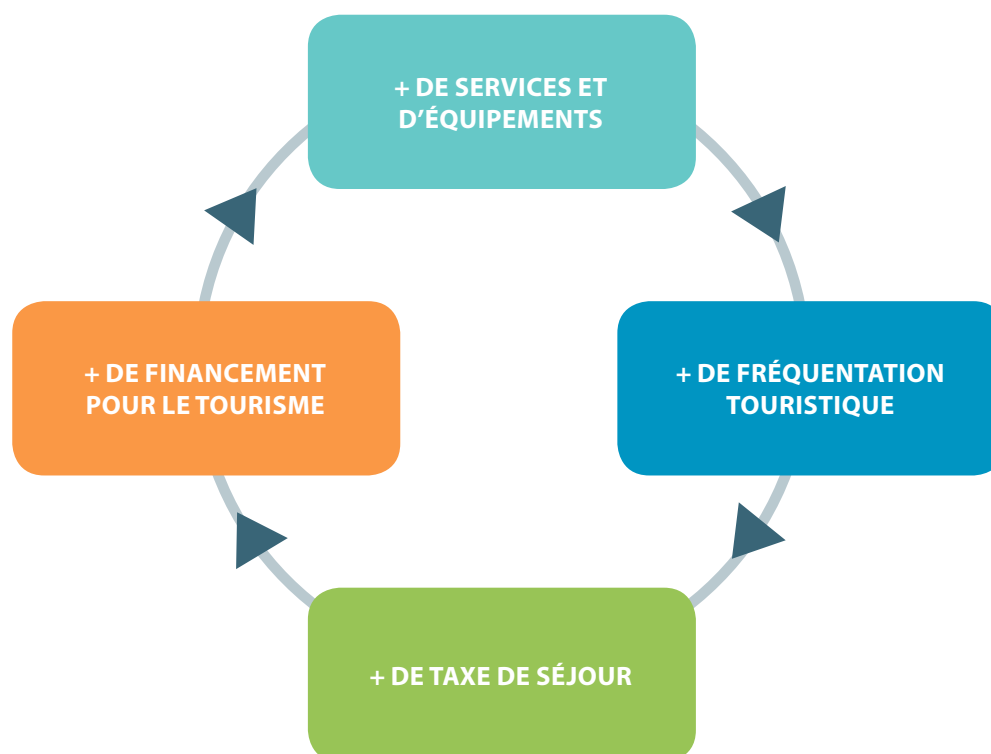 + DE SERVICES ET
D’ÉQUIPEMENTS
+ DE FINANCEMENT
POUR LE TOURISME
+ DE FRÉQUENTATION
TOURISTIQUE
+ DE TAXE DE SÉJOUR